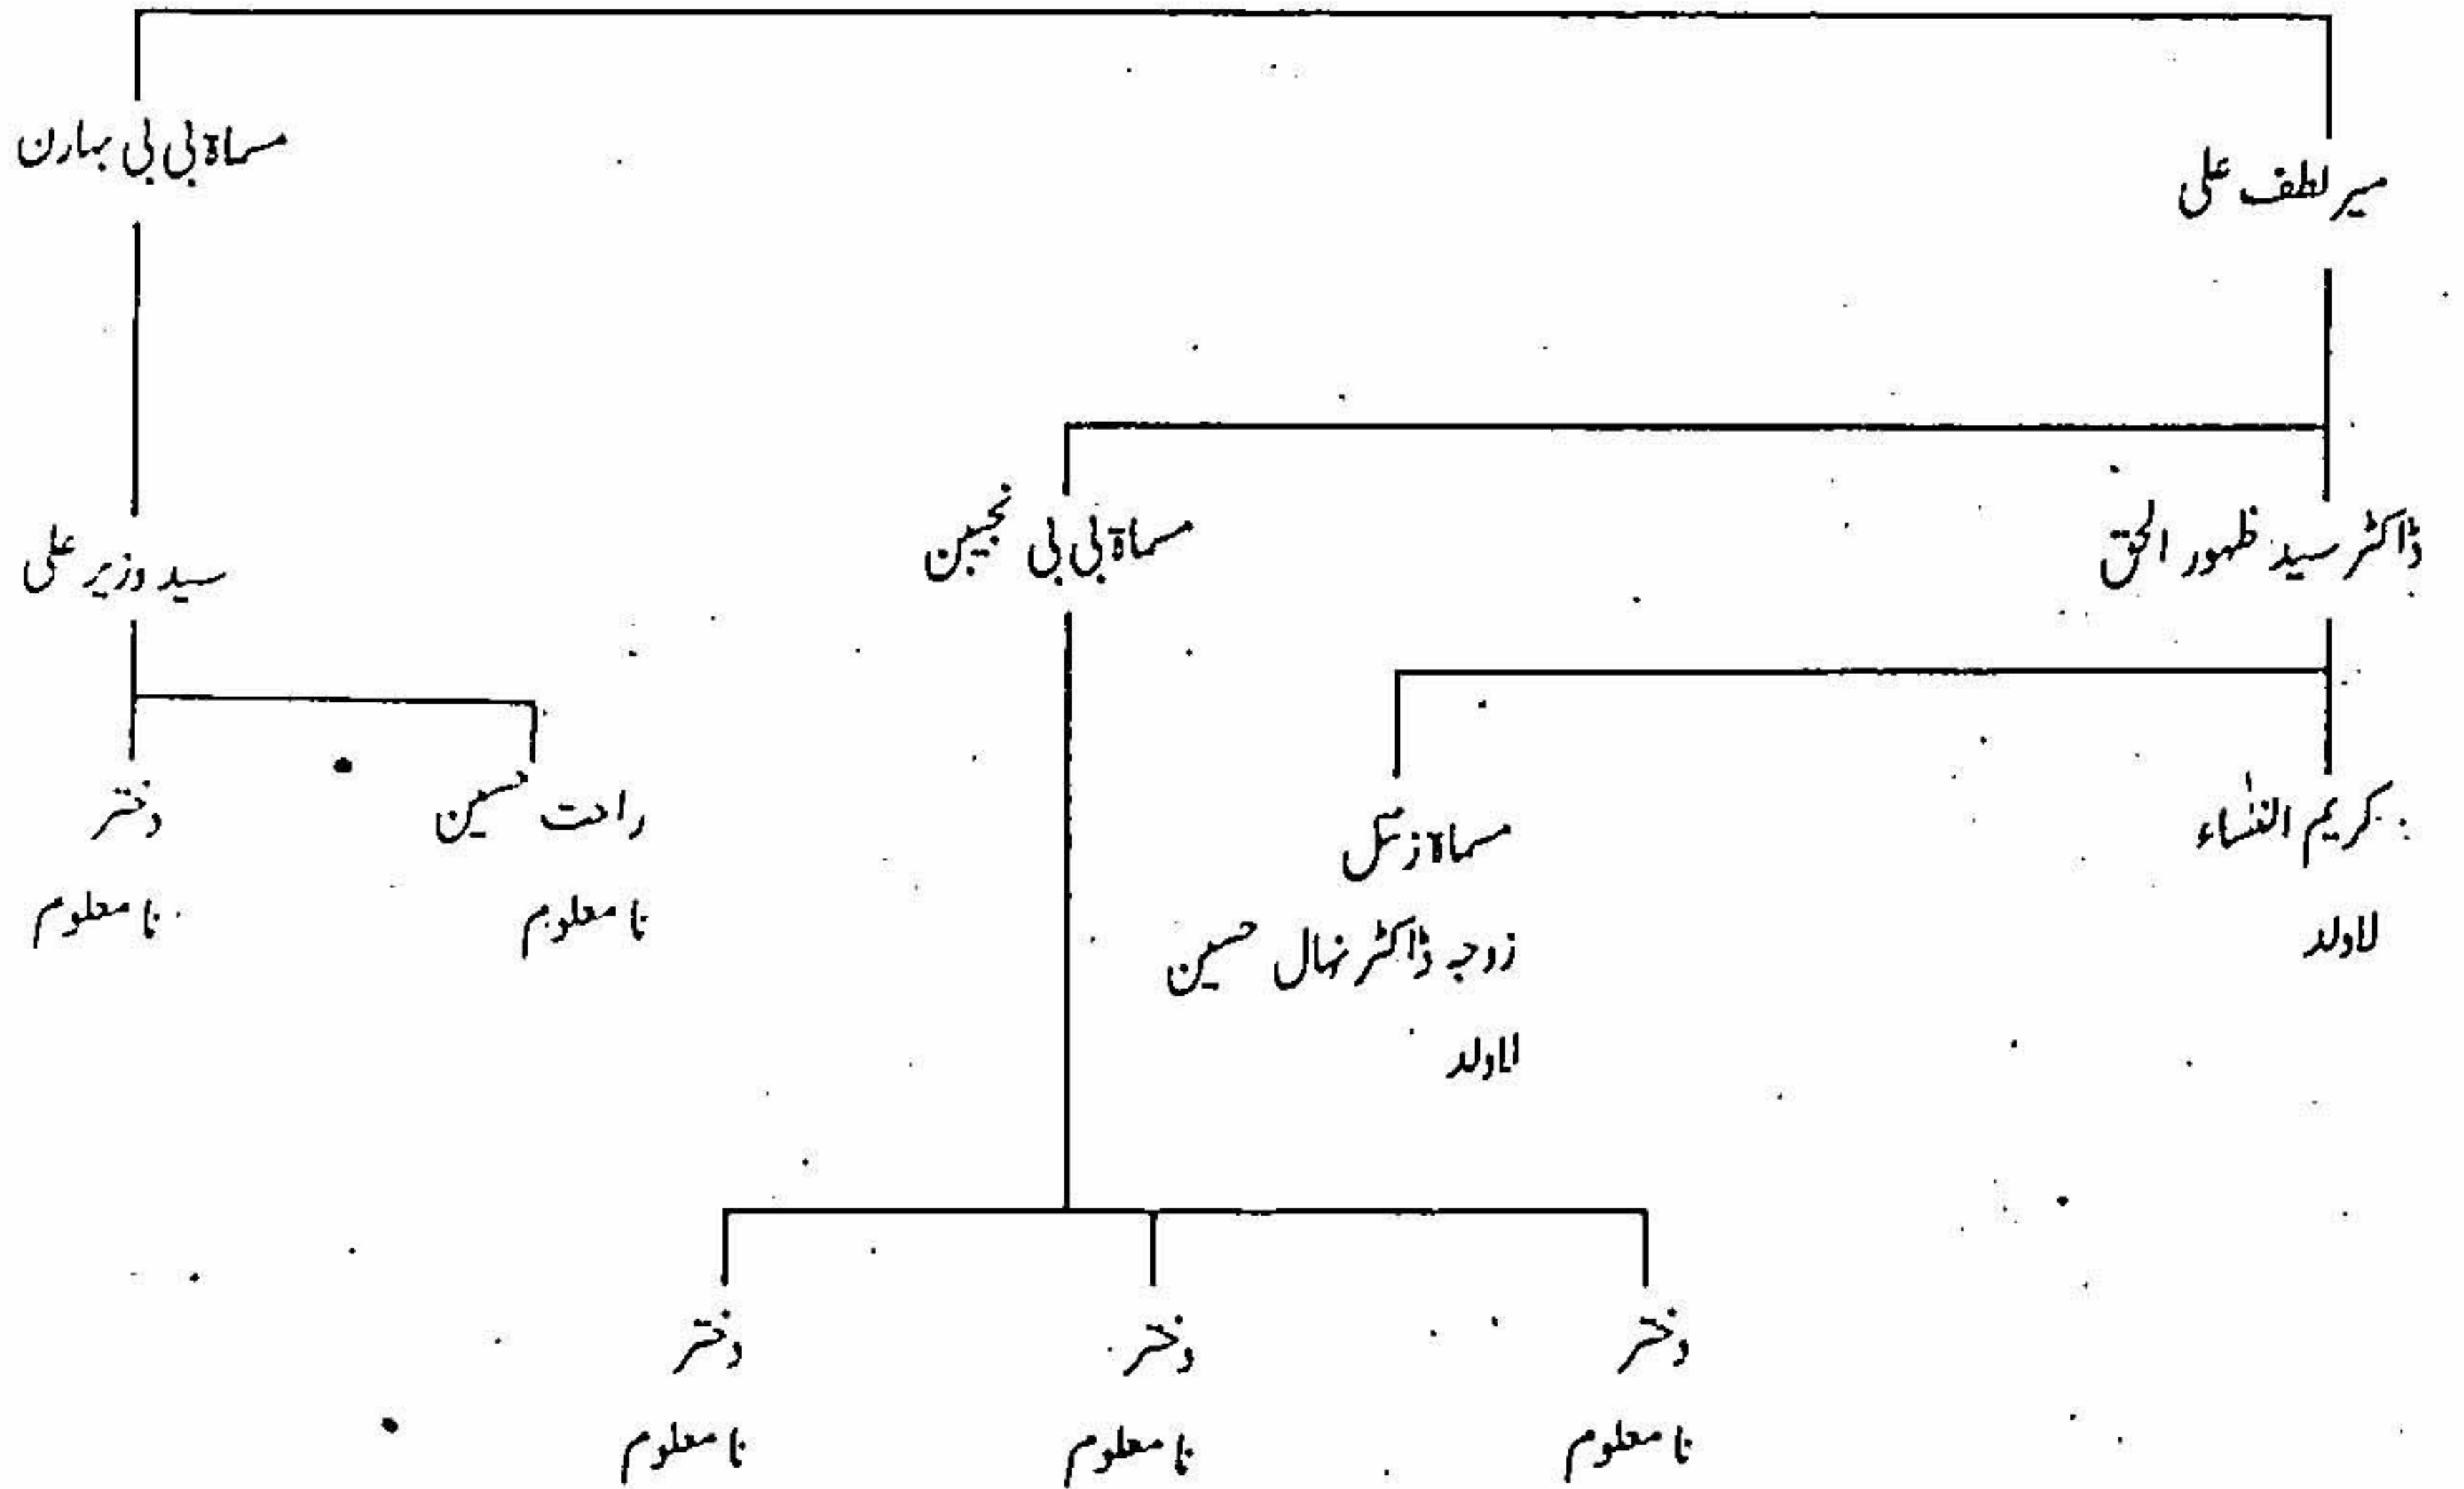 میر لطف علی
مسماۃ بی بی بہارن
ڈاکٹر سید ظہور الحق
مسماۃ بی بی نجیبن
سید وزیر علی
کریم النساء
لاولد
مسماۃ
زوجہ ڈاکٹر نہال حسین
لاولد
راحت حسین
نا معلوم
دختر
نا معلوم
دختر
نا معلوم
دختر
نا معلوم
دختر
نا معلوم